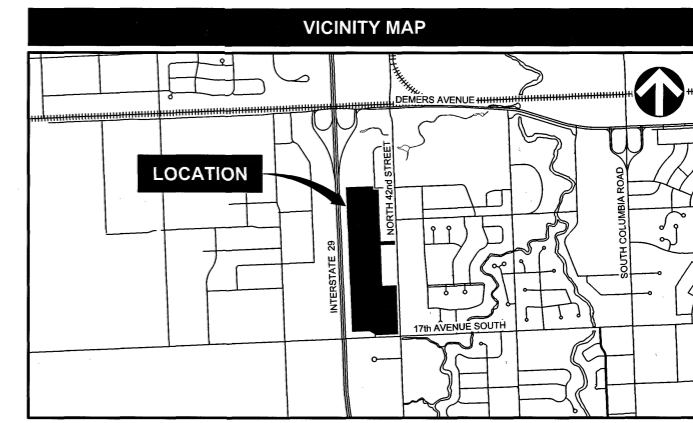 VICINITY MAP
DEMERS AVENUE
LOCATION
NORTH 42nd STREET
SOUTH COLUMBIA ROAD
INTERSTATE 29
17th AVENUE SOUTH